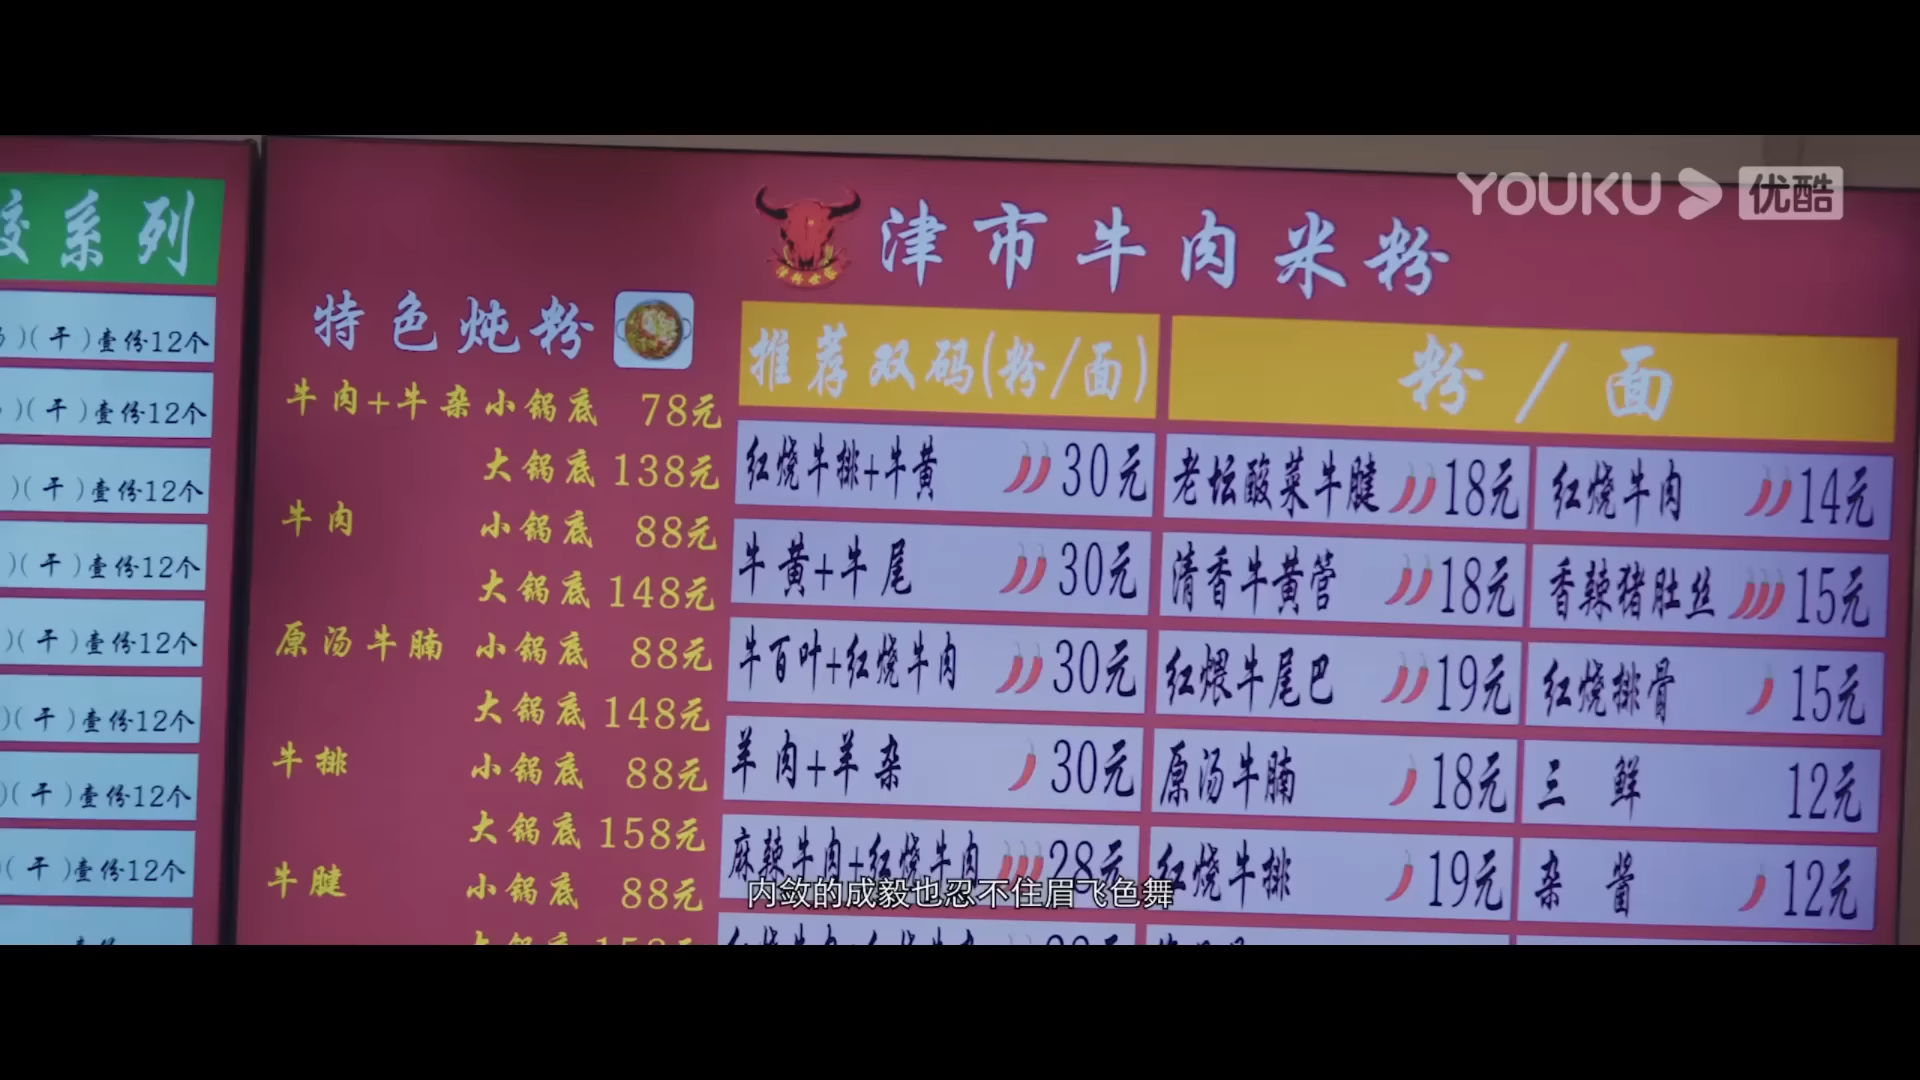 YOUKU 优酷
系列
)(干)壹份12个
)(干)壹份12个
)(干)壹份12个
)(干)壹份12个
)(干)壹份12个
)(干)壹份12个
)(干)壹份12个
(干)壹份12个
津市牛肉米粉
特色炖粉
牛肉+牛杂小锅底 78元
大锅底 138元
牛肉 小锅底 88元
大锅底 148元
原汤牛腩 小锅底 88元
大锅底 148元
牛排 小锅底 88元
大锅底 158元
牛腱 小锅底 88元
推荐双码(粉/面)
红烧牛排+牛黄 30元
牛黄+牛尾 30元
牛百叶+红烧牛肉 30元
羊肉+羊杂 30元
麻辣牛肉+红烧牛肉 28元
粉/面
老坛酸菜牛腱 18元
清香牛黄管 18元
红煨牛尾巴 19元
原汤牛腩 18元
红烧牛排 19元
红烧牛肉 14元
香辣猪肚丝 15元
红烧排骨 15元
三鲜 12元
杂酱 12元
内敛的成毅也忍不住眉飞色舞